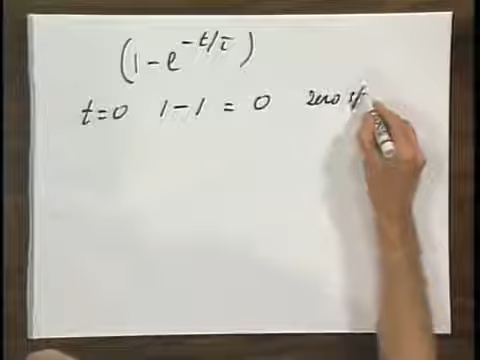 (1 - e^{-t/τ})
t=0 1-1 = 0 zero